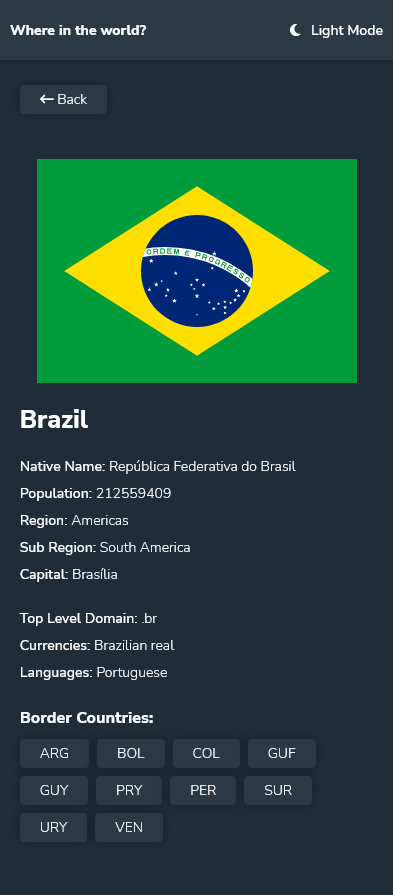 Where in the world? Light Mode
Back
ORDEM E PROGRESSO
Brazil
Native Name: República Federativa do Brasil
Population: 212559409
Region: Americas
Sub Region: South America
Capital: Brasília
Top Level Domain: .br
Currencies: Brazilian real
Languages: Portuguese
Border Countries:
ARG BOL COL GUF
GUY PRY PER SUR
URY VEN